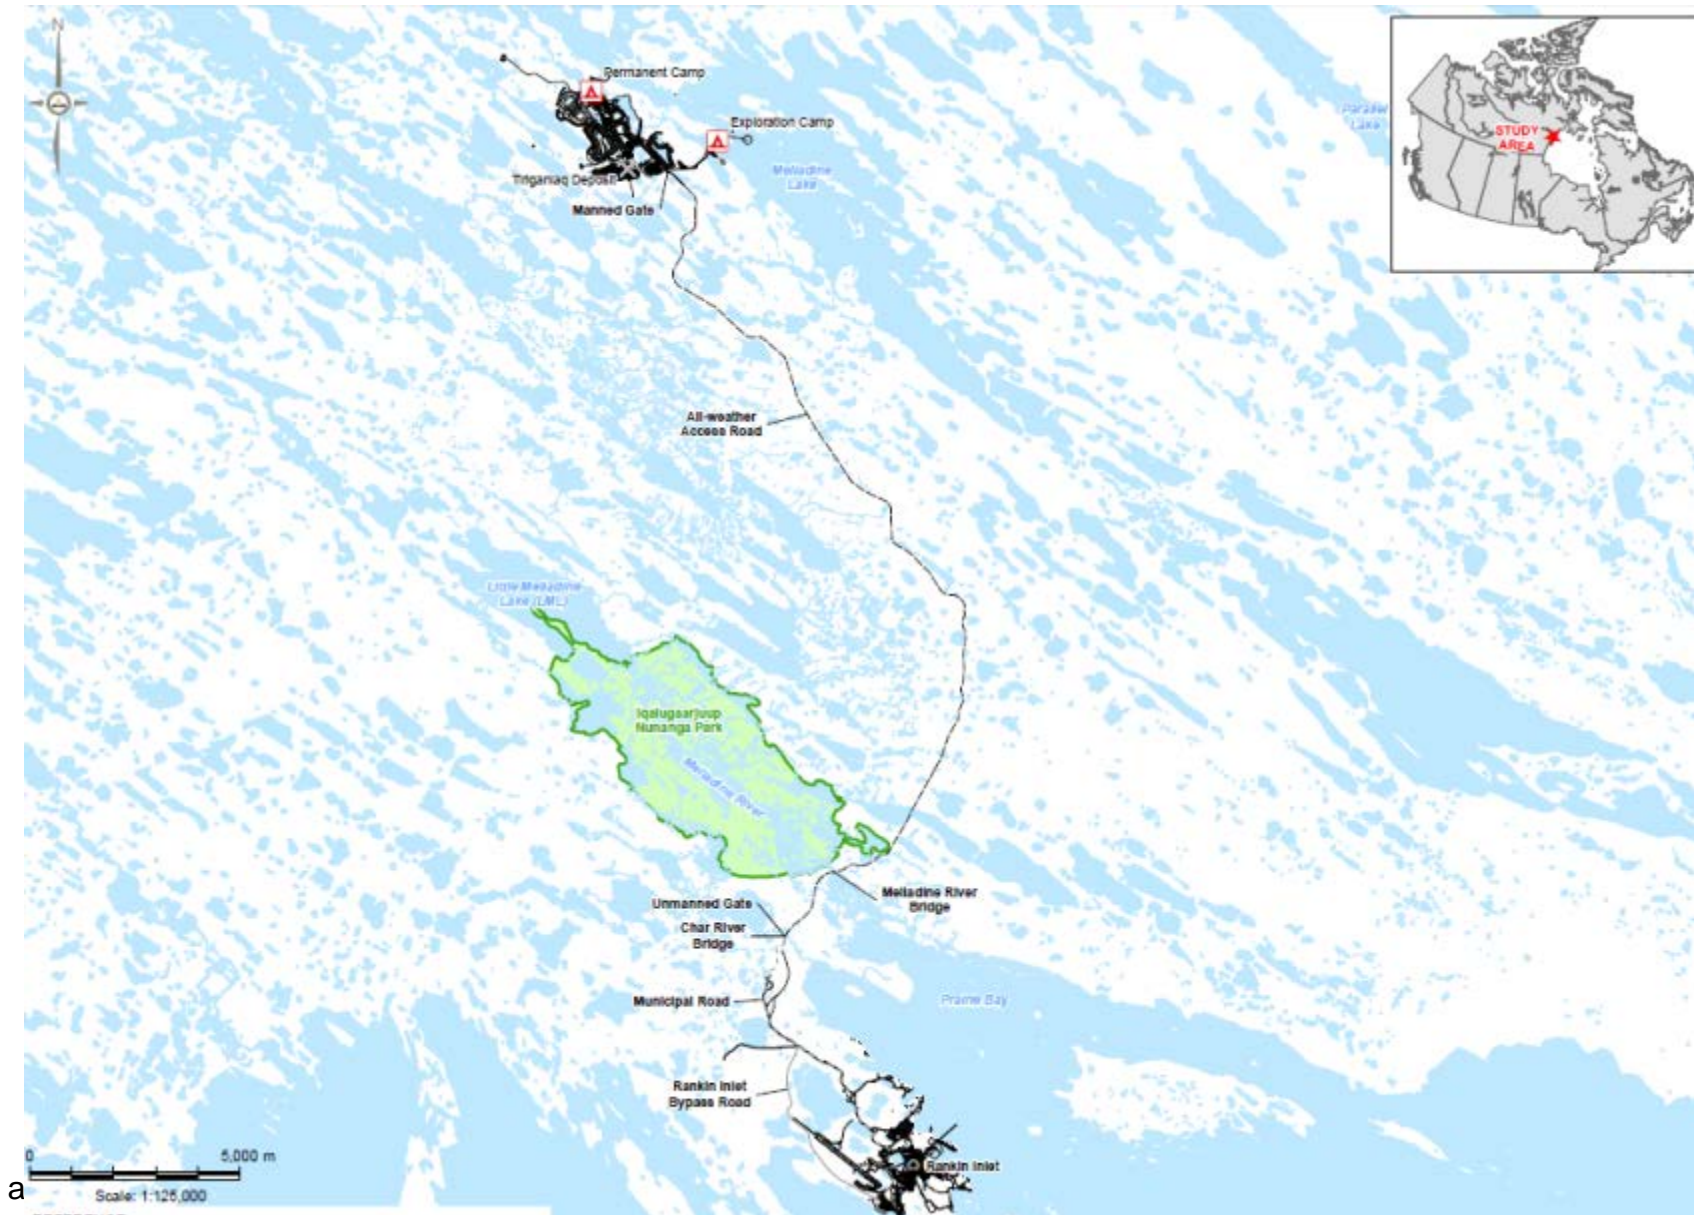 N
Permanent Camp
Exploration Camp
Tiriganiaq Deposit
Manned Gate
Meliadine
Lake
Parallel
Lake
STUDY
AREA
All-weather
Access Road
Little Meliadine
Lake (LML)
Iqalugaarjuup
Nunanga Park
Meliadine River
Meliadine River
Bridge
Unmanned Gate
Char River
Bridge
Municipal Road
Prairie Bay
Rankin Inlet
Bypass Road
Rankin Inlet
0 5,000 m
Scale: 1:125,000
a